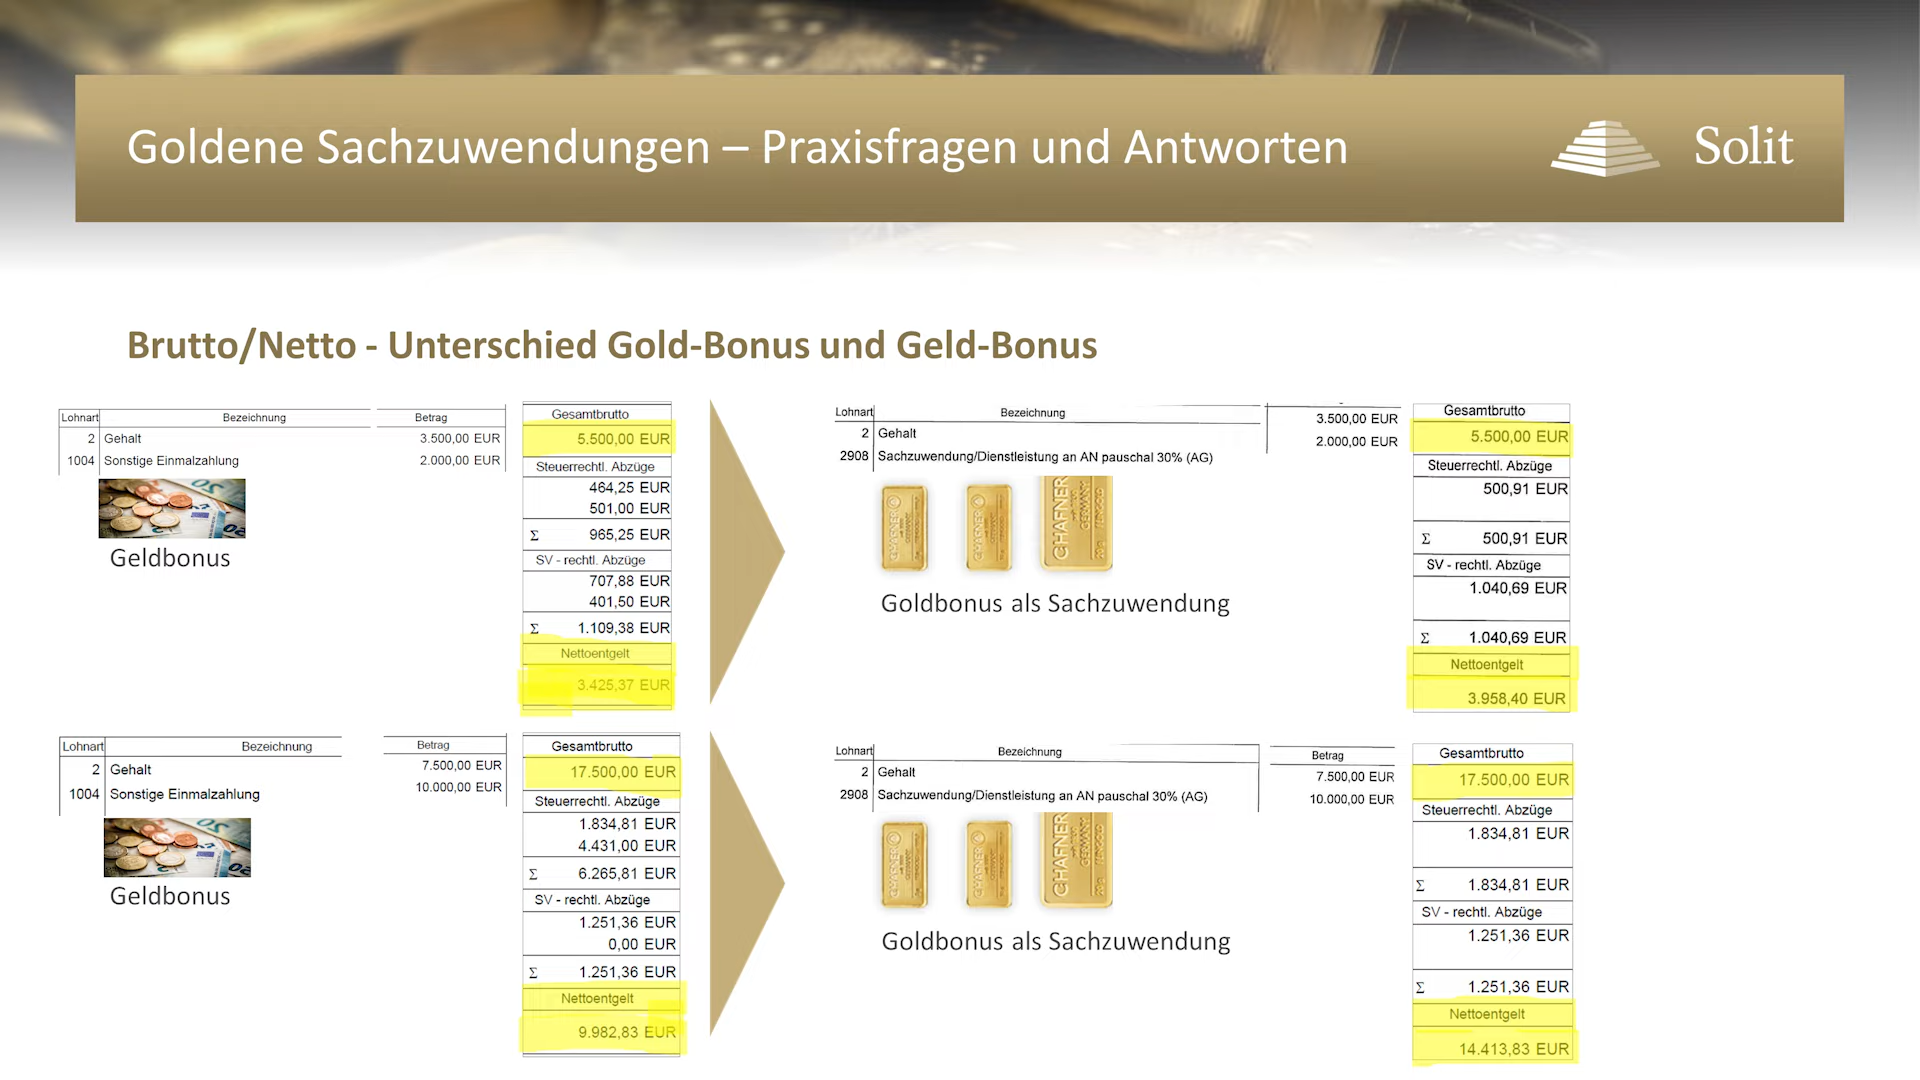 Goldene Sachzuwendungen – Praxisfragen und Antworten
Solit
Brutto/Netto - Unterschied Gold-Bonus und Geld-Bonus
Lohnart Bezeichnung Betrag
2 Gehalt 3.500,00 EUR
1004 Sonstige Einmalzahlung 2.000,00 EUR
Geldbonus
Gesamtbrutto
5.500,00 EUR
Steuerrechtl. Abzüge
464,25 EUR
501,00 EUR
Σ 965,25 EUR
SV - rechtl. Abzüge
707,88 EUR
401,50 EUR
Σ 1.109,38 EUR
Nettoentgelt
3.425,37 EUR
Lohnart Bezeichnung
2 Gehalt 3.500,00 EUR
2908 Sachzuwendung/Dienstleistung an AN pauschal 30% (AG) 2.000,00 EUR
CHAFNER
GERMANY
FEINGOLD
Goldbonus als Sachzuwendung
Gesamtbrutto
5.500,00 EUR
Steuerrechtl. Abzüge
500,91 EUR
Σ 500,91 EUR
SV - rechtl. Abzüge
1.040,69 EUR
Σ 1.040,69 EUR
Nettoentgelt
3.958,40 EUR
Lohnart Bezeichnung Betrag
2 Gehalt 7.500,00 EUR
1004 Sonstige Einmalzahlung 10.000,00 EUR
Geldbonus
Gesamtbrutto
17.500,00 EUR
Steuerrechtl. Abzüge
1.834,81 EUR
4.431,00 EUR
Σ 6.265,81 EUR
SV - rechtl. Abzüge
1.251,36 EUR
0,00 EUR
Σ 1.251,36 EUR
Nettoentgelt
9.982,83 EUR
Lohnart Bezeichnung Betrag
2 Gehalt 7.500,00 EUR
2908 Sachzuwendung/Dienstleistung an AN pauschal 30% (AG) 10.000,00 EUR
CHAFNER
GERMANY
FEINGOLD
Goldbonus als Sachzuwendung
Gesamtbrutto
17.500,00 EUR
Steuerrechtl. Abzüge
1.834,81 EUR
Σ 1.834,81 EUR
SV - rechtl. Abzüge
1.251,36 EUR
Σ 1.251,36 EUR
Nettoentgelt
14.413,83 EUR